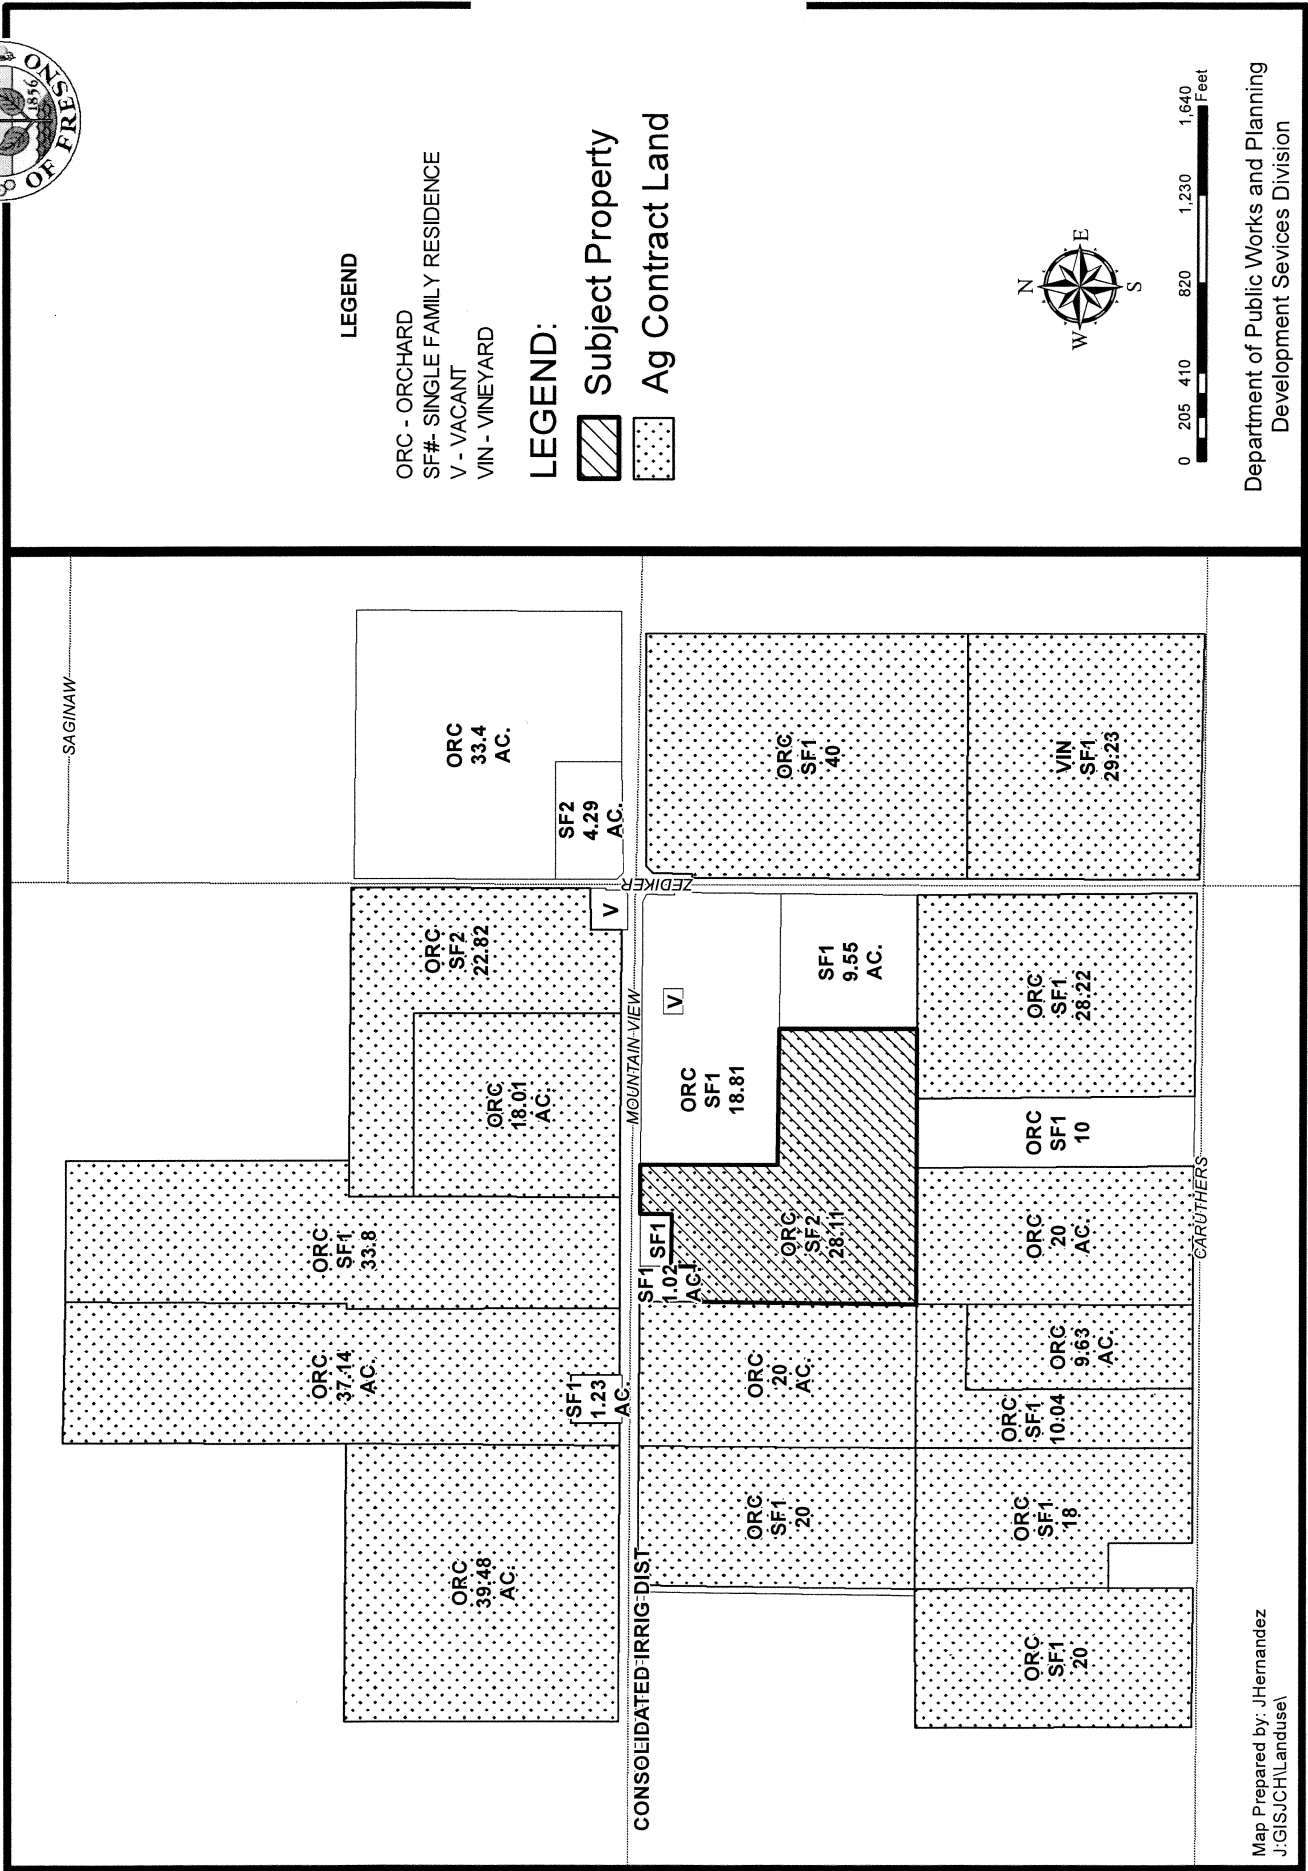 OF FRESNO
1856
LEGEND
ORC - ORCHARD
SF#- SINGLE FAMILY RESIDENCE
V - VACANT
VIN - VINEYARD
LEGEND:
Subject Property
Ag Contract Land
N
W
E
S
0 205 410 820 1,230 1,640
Feet
Department of Public Works and Planning
Development Sevices Division
SAGINAW
ORC
37.14
AC.
ORC
SF1
33.8
ORC
39.48
AC.
SF1
1.23
AC.
ORC
18.01
AC.
ORC
SF2
22.82
V
ORC
33.4
AC.
SF2
4.29
AC.
CONSOLIDATED IRRIG DIST
MOUNTAIN VIEW
ZEDIKER
ORC
SF1
20
ORC
20
AC.
SF1
1.02
AC.
SF1
ORC
SF2
28.11
ORC
SF1
18.81
V
SF1
9.55
AC.
ORC
SF1
40
ORC
SF1
20
ORC
SF1
18
ORC
SF1
10.04
ORC
9.63
AC.
ORC
20
AC.
ORC
SF1
10
ORC
SF1
28.22
VIN
SF1
29.23
CARUTHERS
Map Prepared by: JHernandez
J:GISJCH\Landuse\